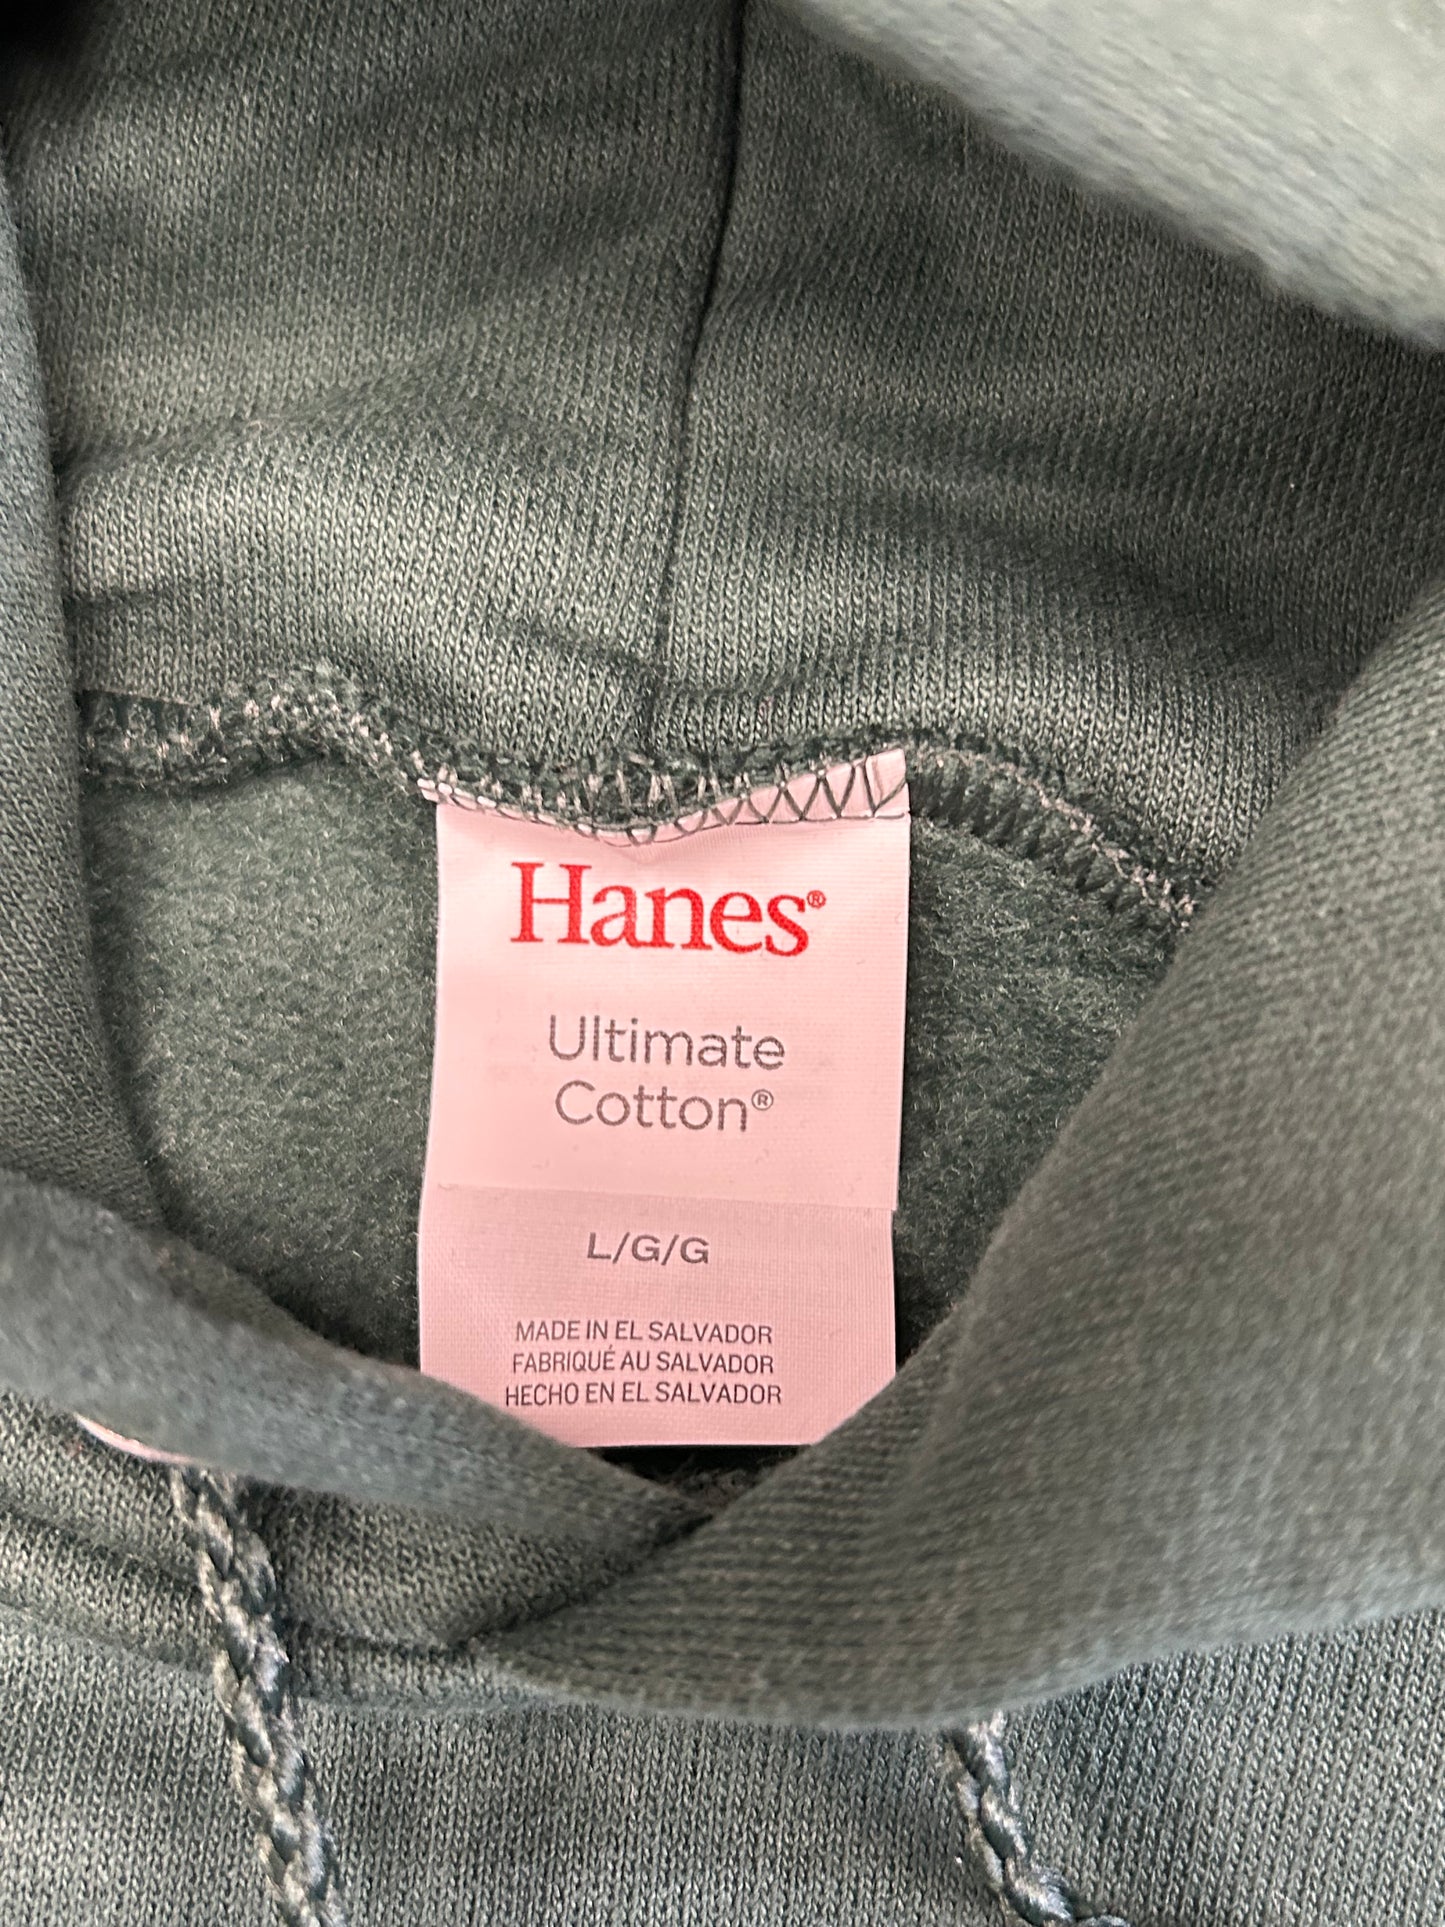 Hanes®
Ultimate
Cotton®
L/G/G
MADE IN EL SALVADOR
FABRIQUÉ AU SALVADOR
HECHO EN EL SALVADOR